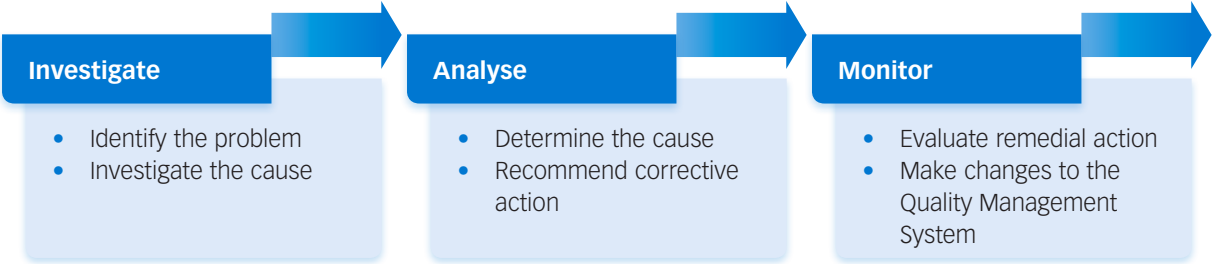 Investigate
• Identify the problem
• Investigate the cause
Analyse
• Determine the cause
• Recommend corrective
action
Monitor
• Evaluate remedial action
• Make changes to the
Quality Management
System